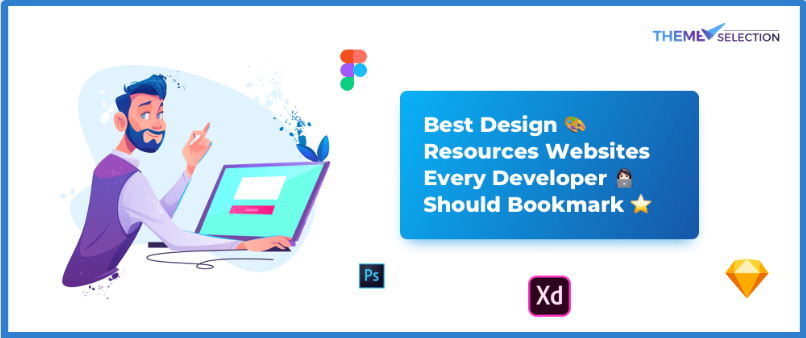 THEMESELECTION
Best Design 🎨
Resources Websites
Every Developer 👩🏻‍💻
Should Bookmark ⭐
Ps
Xd